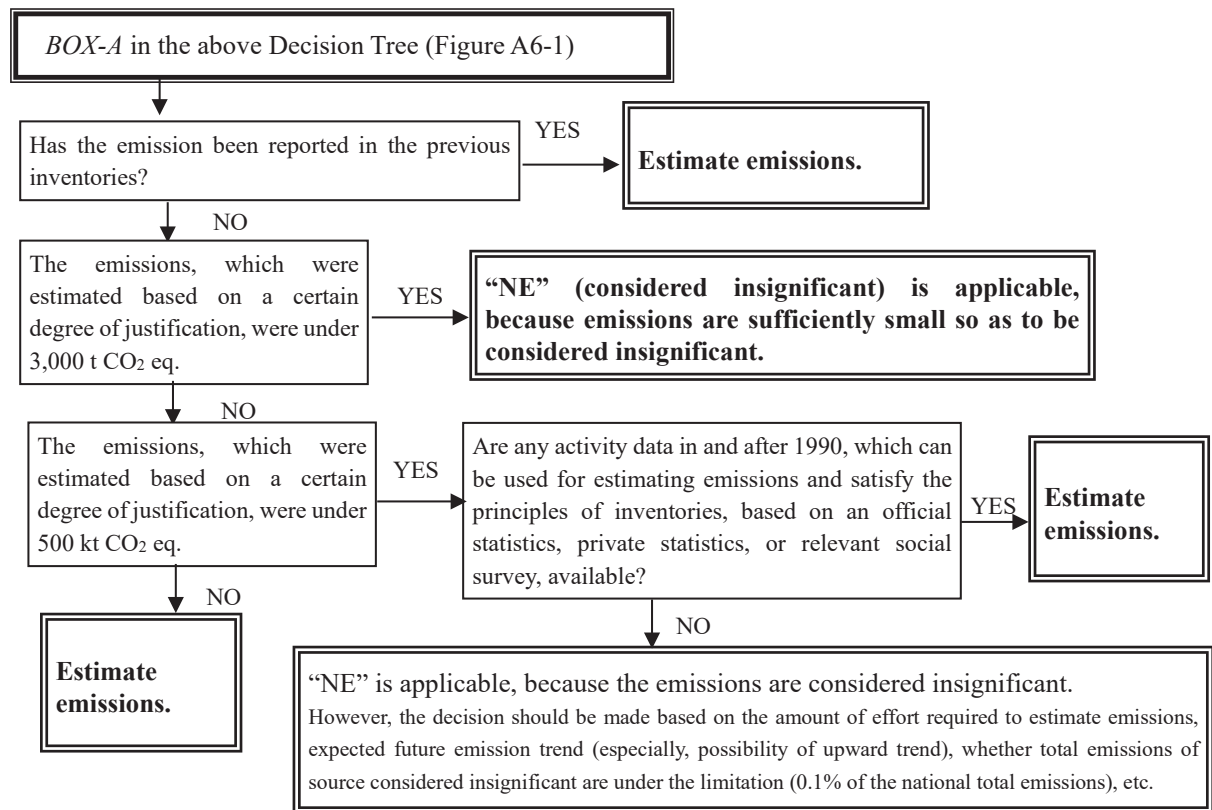 BOX-A in the above Decision Tree (Figure A6-1)
Has the emission been reported in the previous
inventories?
YES
Estimate emissions.
NO
The emissions, which were
estimated based on a certain
degree of justification, were under
3,000 t CO₂ eq.
YES
“NE” (considered insignificant) is applicable,
because emissions are sufficiently small so as to be
considered insignificant.
NO
The emissions, which were
estimated based on a certain
degree of justification, were under
500 kt CO₂ eq.
YES
Are any activity data in and after 1990, which can
be used for estimating emissions and satisfy the
principles of inventories, based on an official
statistics, private statistics, or relevant social
survey, available?
YES
Estimate
emissions.
NO
Estimate
emissions.
NO
“NE” is applicable, because the emissions are considered insignificant.
However, the decision should be made based on the amount of effort required to estimate emissions,
expected future emission trend (especially, possibility of upward trend), whether total emissions of
source considered insignificant are under the limitation (0.1% of the national total emissions), etc.